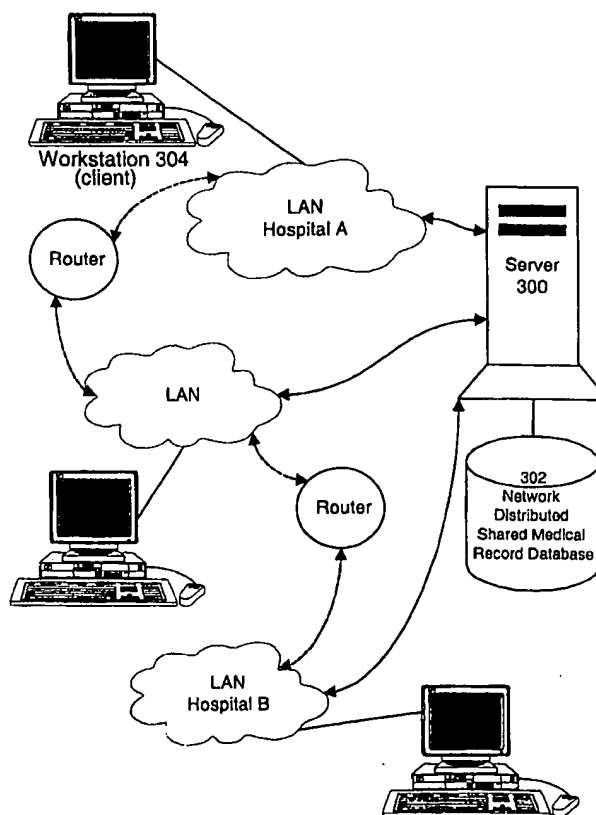 Workstation 304
(client)
LAN
Hospital A
Router
Server
300
LAN
Router
302
Network
Distributed
Shared Medical
Record Database
LAN
Hospital B